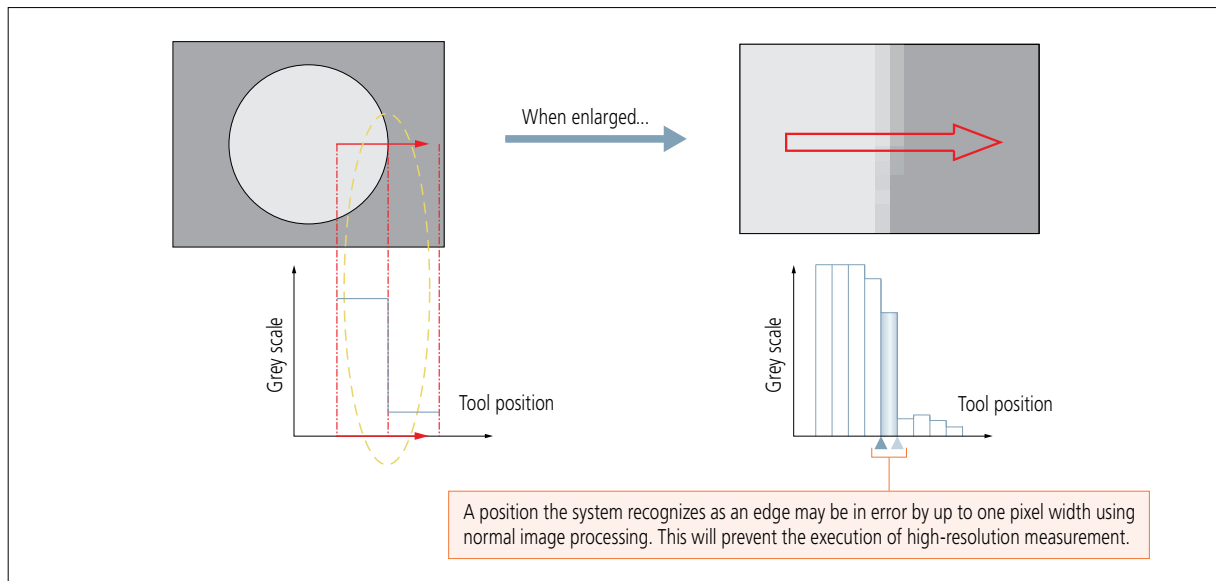 When enlarged...
Grey scale
Tool position
Grey scale
Tool position
A position the system recognizes as an edge may be in error by up to one pixel width using
normal image processing. This will prevent the execution of high-resolution measurement.